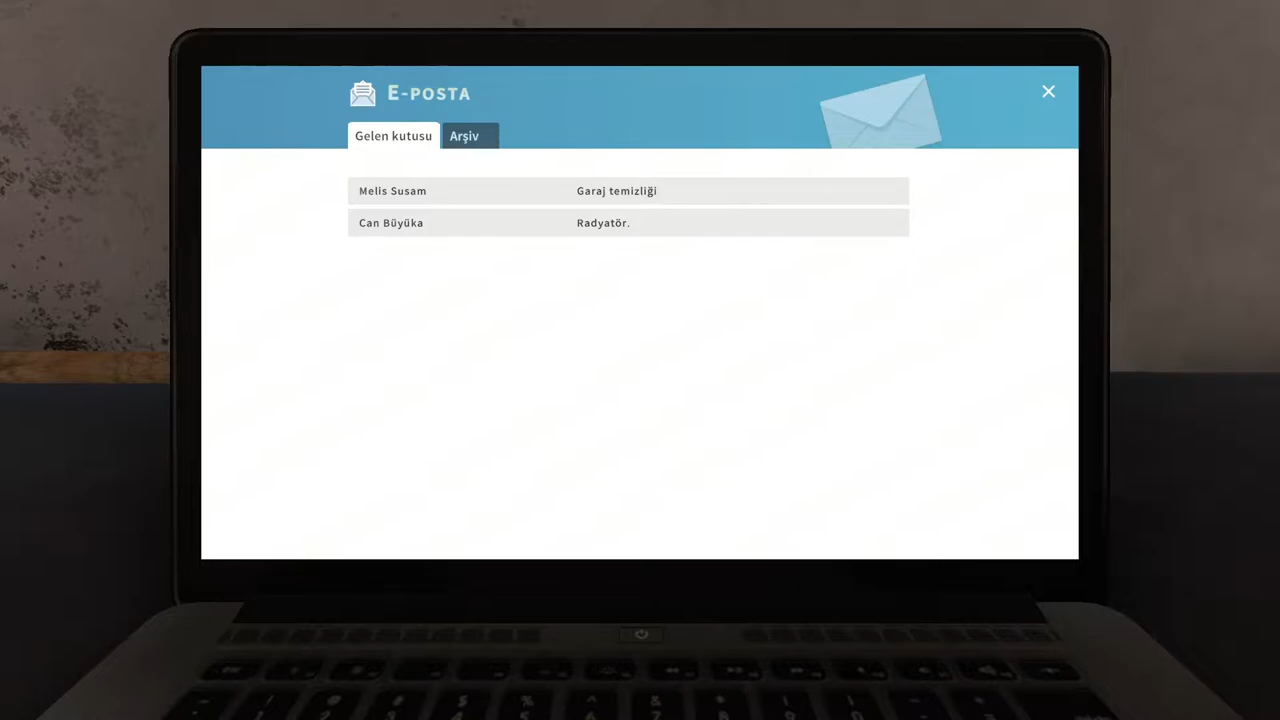 E-POSTA
Gelen kutusu Arşiv
Melis Susam Garaj temizliği
Can Büyüka Radyatör.